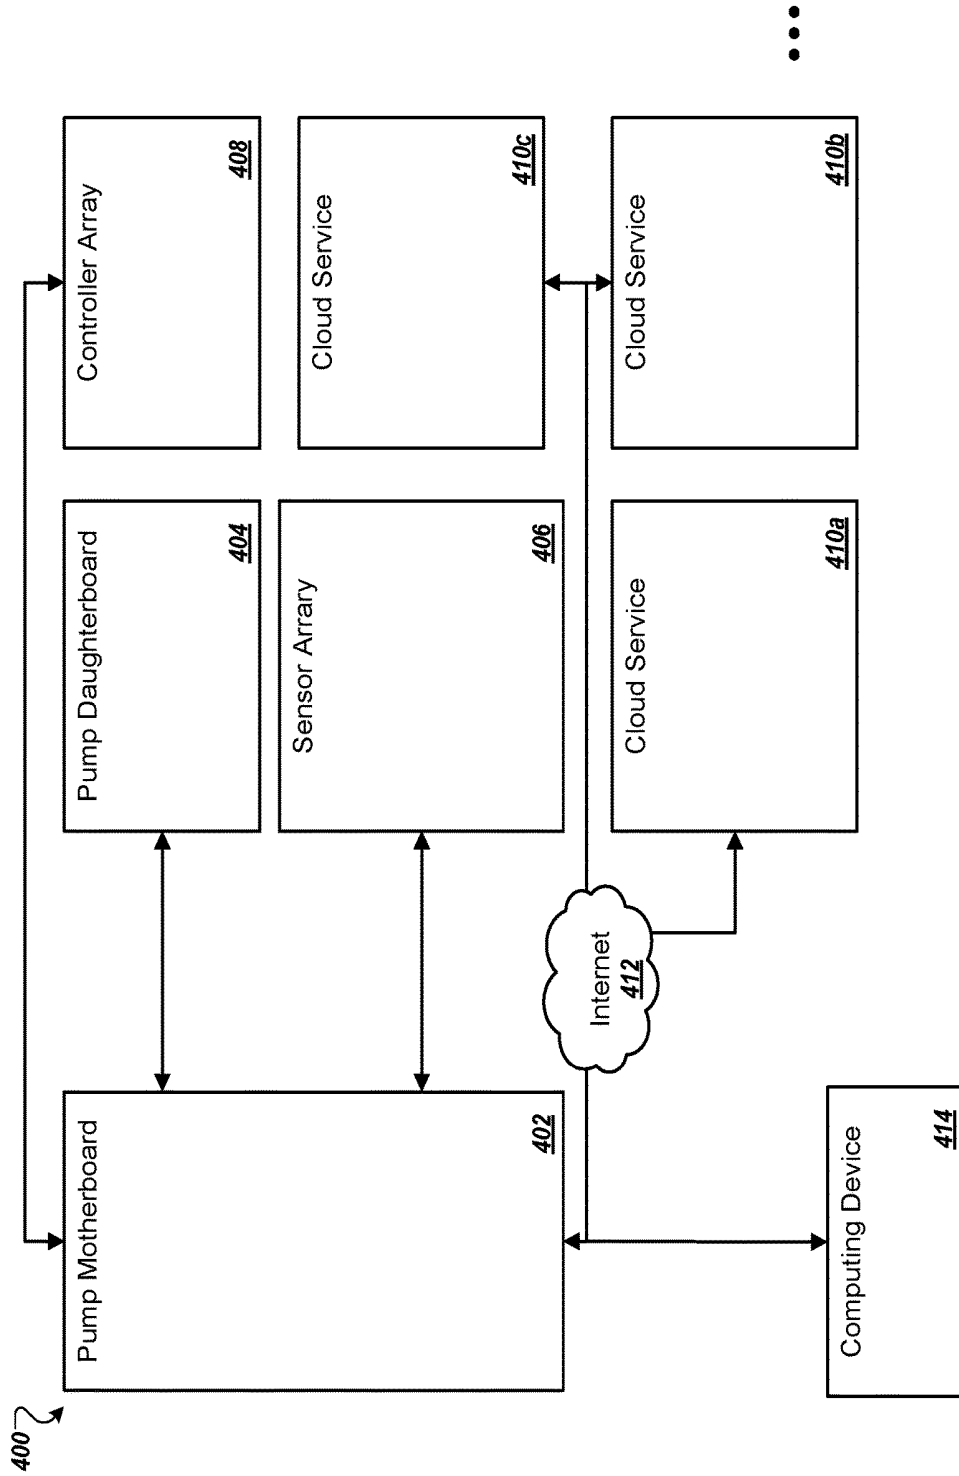 400
Pump Motherboard
402
Pump Daughterboard
404
Controller Array
408
Sensor Arrary
406
Cloud Service
410c
Internet
412
Cloud Service
410a
Cloud Service
410b
Computing Device
414